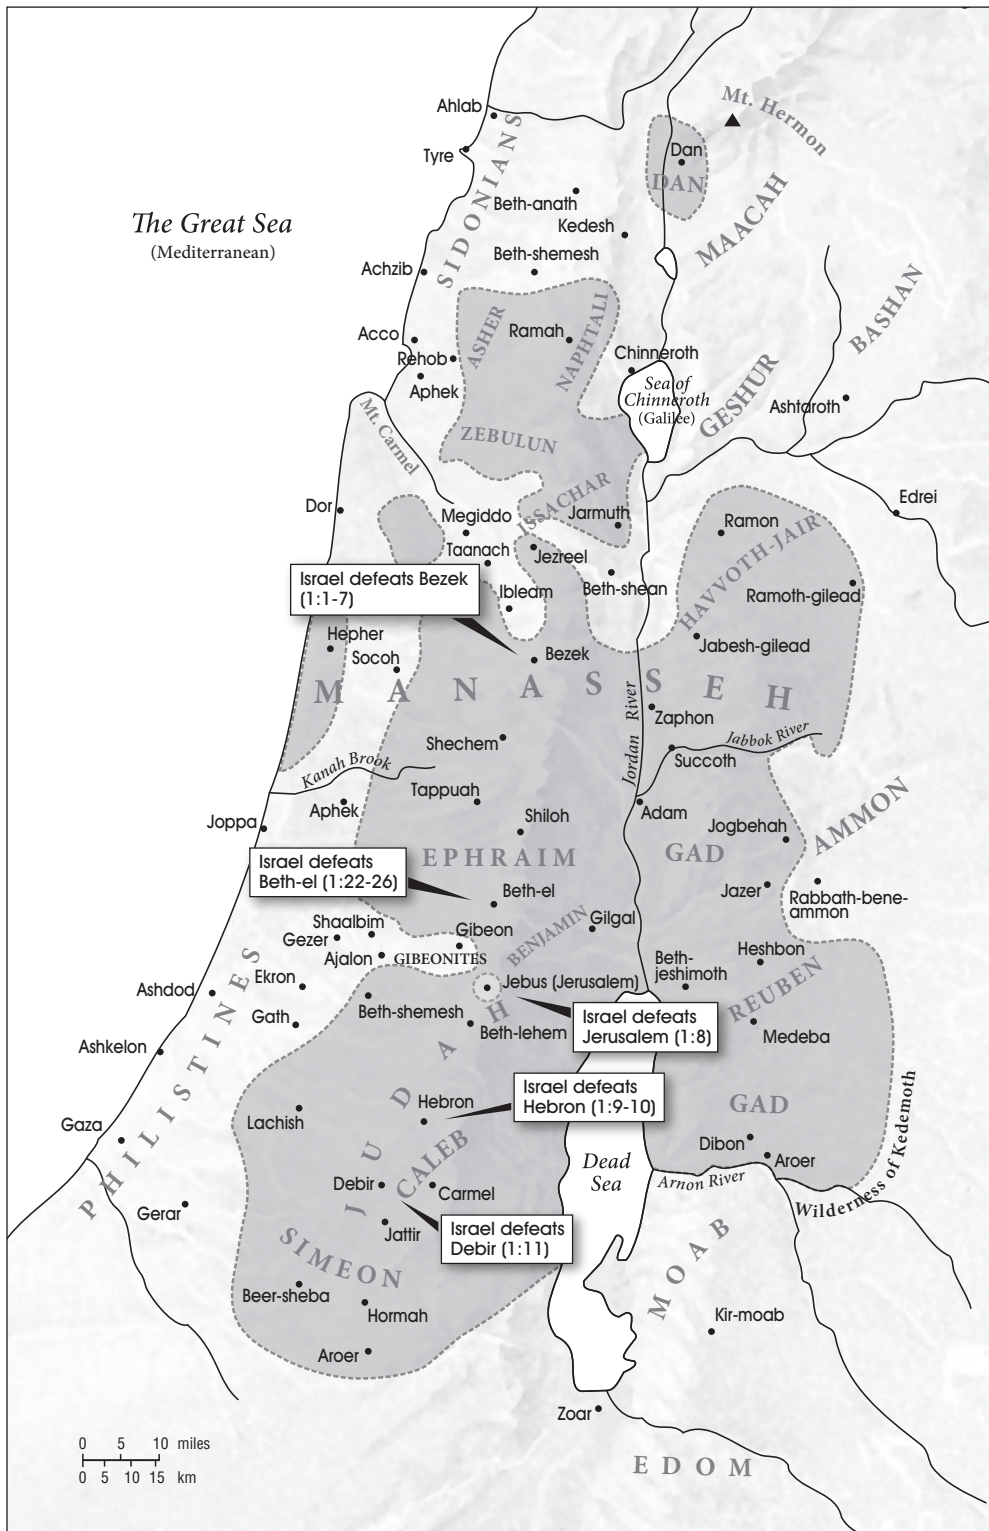 Ahlab
Mt. Hermon
Tyre
SIDONIANS
Dan
DAN
MAACAH
The Great Sea
(Mediterranean)
Beth-anath
Kedesh
Beth-shemesh
Achzib
BASHAN
Acco
ASHER
Ramah
NAPHTALI
Rehob
Chinneroth
Aphek
Sea of
Chinneroth
(Galilee)
GESHUR
Ashtaroth
Mt. Carmel
ZEBULUN
ISSACHAR
Dor
Megiddo
Jarmuth
Ramon
Edrei
HAVVOTH-JAIR
Taanach
Jezreel
Israel defeats Bezek
(1:1-7)
Ibleam
Beth-shean
Ramoth-gilead
Hepher
Socoh
Bezek
Jabesh-gilead
MANASSEH
Jordan River
Zaphon
Shechem
Jabbok River
Succoth
Kanah Brook
Tappuah
Aphek
Adam
AMMON
Joppa
Shiloh
Jogbehah
EPHRAIM
GAD
Israel defeats
Beth-el (1:22-26)
Beth-el
Jazer
Rabbath-bene-
ammon
Shaalbim
Gibeon
BENJAMIN
Gilgal
Gezer
Ajalon
GIBEONITES
Heshbon
Beth-
jeshimoth
PHILISTINES
Ekron
Jebus (Jerusalem)
REUBEN
Ashdod
Beth-shemesh
Gath
Beth-lehem
Israel defeats
Jerusalem (1:8)
Medeba
Ashkelon
JUDAH
Israel defeats
Hebron (1:9-10)
Hebron
GAD
Lachish
Gaza
CALEB
Dibon
Aroer
Wilderness of Kedemoth
Dead
Sea
Arnon River
Debir
Carmel
Gerar
Israel defeats
Debir (1:11)
Jattir
MOAB
SIMEON
Beer-sheba
Hormah
Kir-moab
Aroer
Zoar
0 5 10 miles
0 5 10 15 km
EDOM